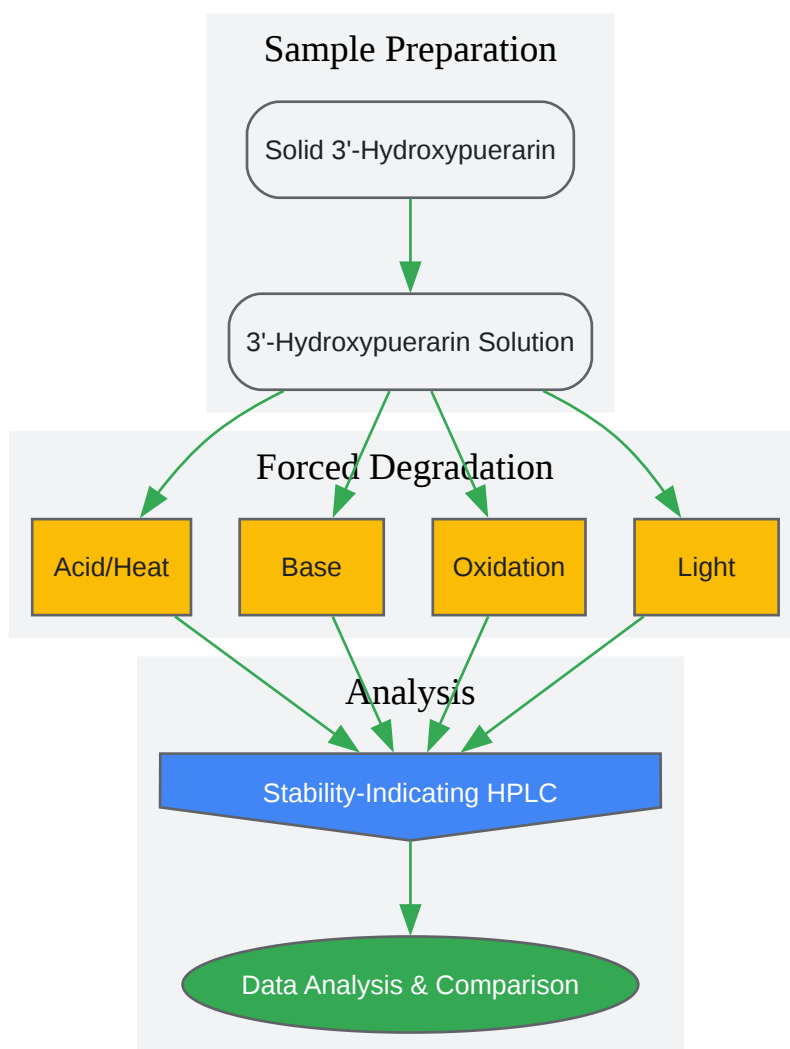 Sample Preparation
Solid 3'-Hydroxypuerarin
3'-Hydroxypuerarin Solution
Forced Degradation
Acid/Heat
Base
Oxidation
Light
Analysis
Stability-Indicating HPLC
Data Analysis & Comparison